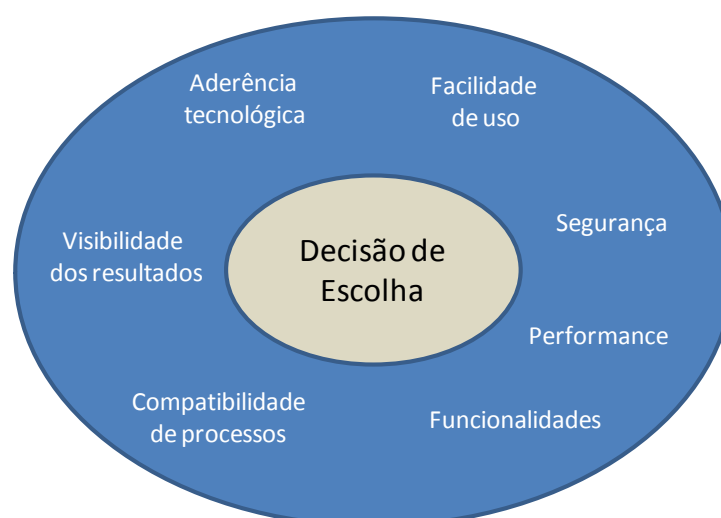 Aderência
tecnológica
Facilidade
de uso
Visibilidade
dos resultados
Decisão de
Escolha
Segurança
Performance
Compatibilidade
de processos
Funcionalidades